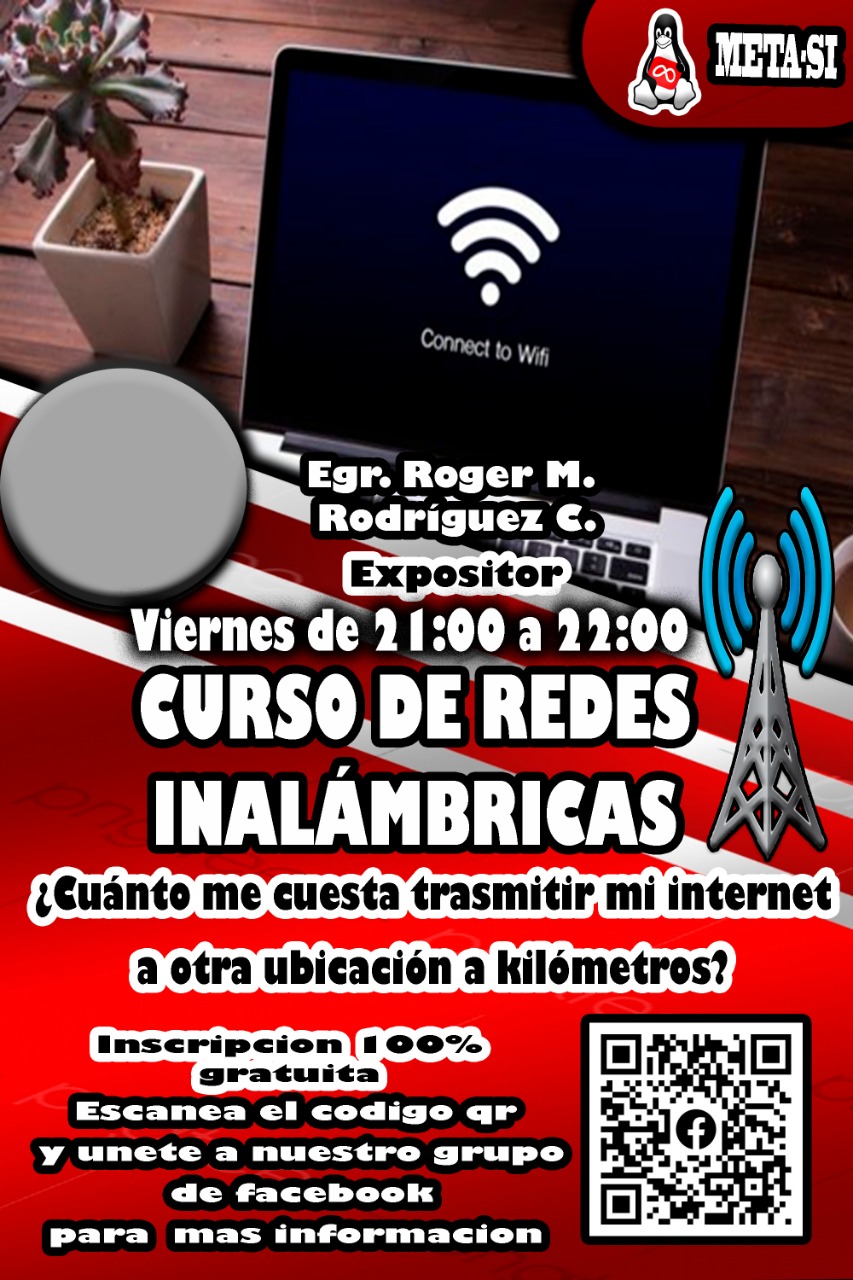 META-SI
Connect to Wifi
Egr. Roger M.
Rodríguez C.
Expositor
Viernes de 21:00 a 22:00
CURSO DE REDES
INALÁMBRICAS
¿Cuánto me cuesta trasmitir mi internet
a otra ubicación a kilómetros?
Inscripcion 100%
gratuita
Escanea el codigo qr
y unete a nuestro grupo
de facebook
para mas informacion